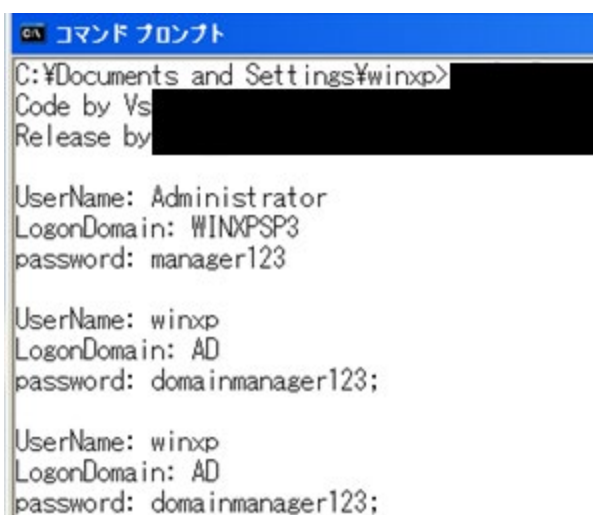 コマンド プロンプト
C:¥Documents and Settings¥winxp>
Code by Vs
Release by
UserName: Administrator
LogonDomain: WINXPSP3
password: manager123
UserName: winxp
LogonDomain: AD
password: domainmanager123;
UserName: winxp
LogonDomain: AD
password: domainmanager123;